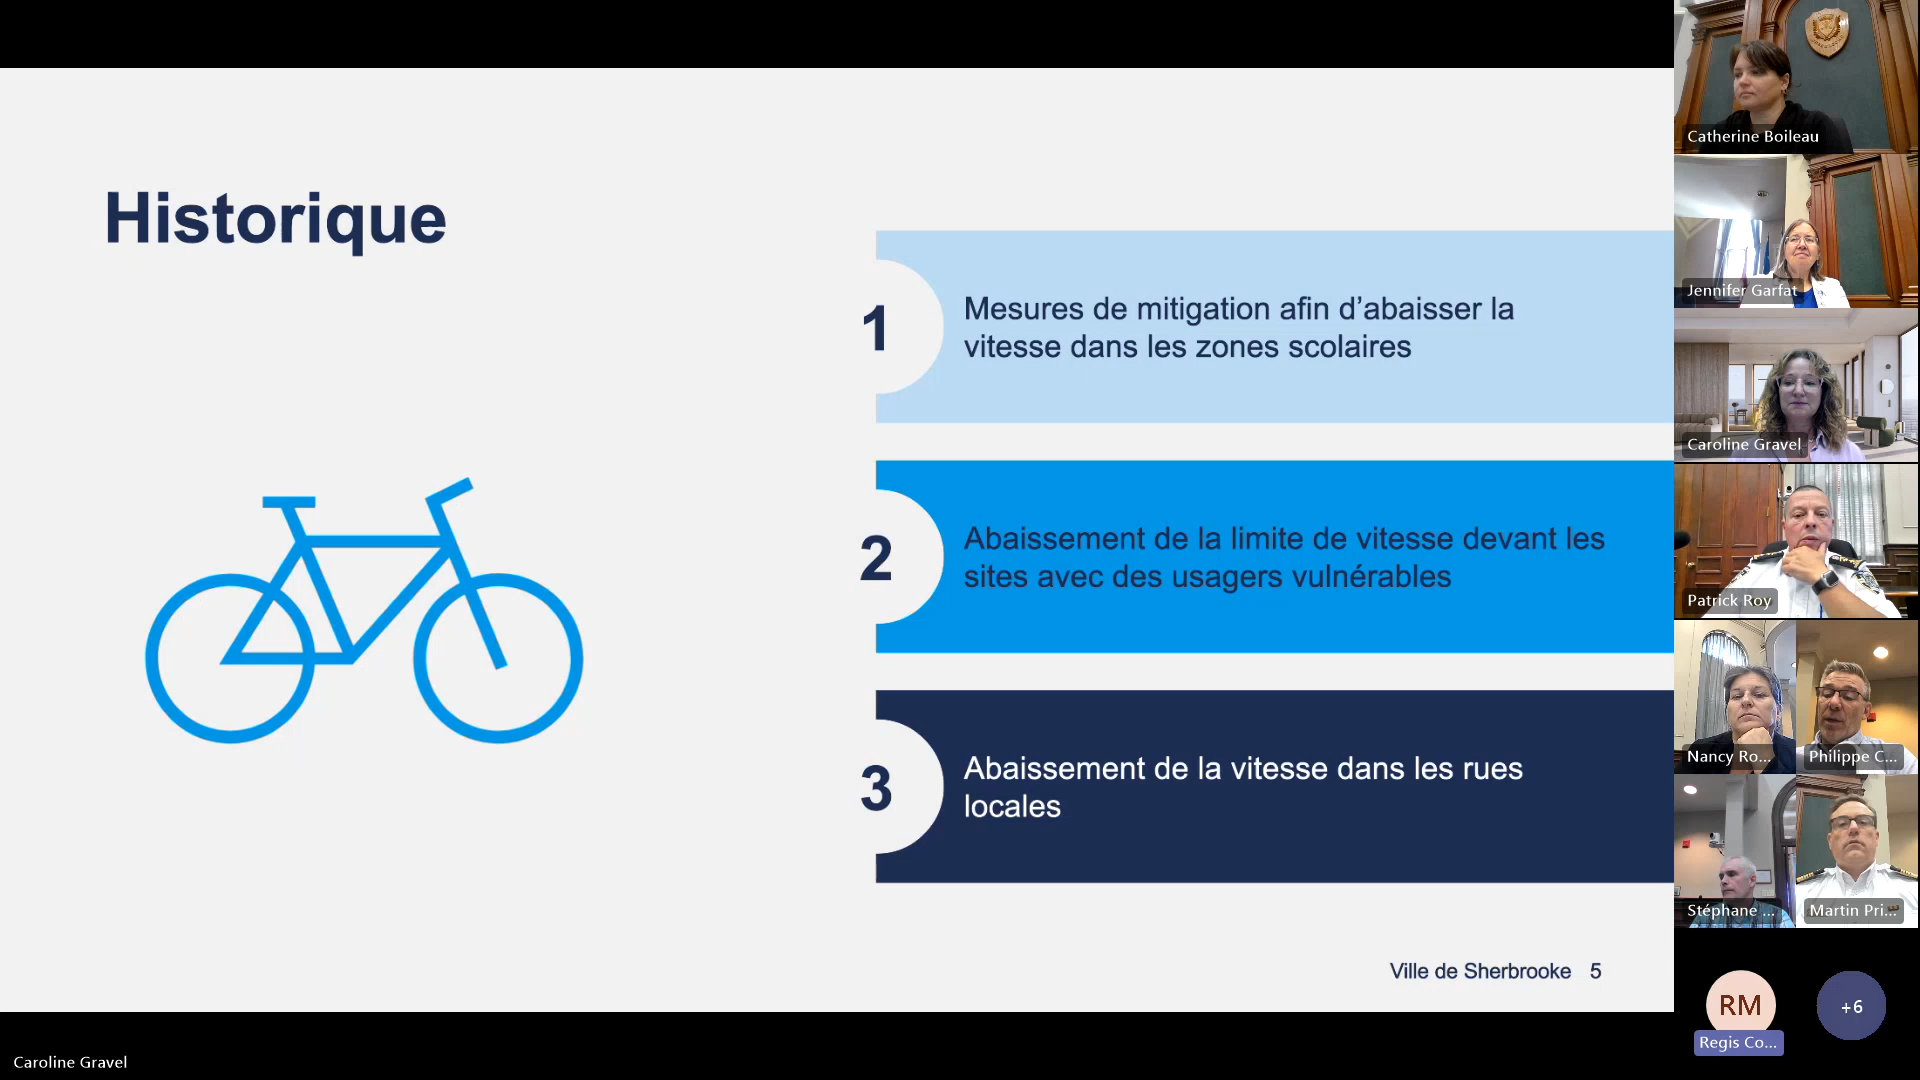 Historique
1
Mesures de mitigation afin d’abaisser la
vitesse dans les zones scolaires
2
Abaissement de la limite de vitesse devant les
sites avec des usagers vulnérables
3
Abaissement de la vitesse dans les rues
locales
Ville de Sherbrooke 5
Caroline Gravel
Catherine Boileau
Jennifer Garfat
Caroline Gravel
Patrick Roy
Nancy Ro...
Philippe C...
Stéphane ...
Martin Pri...
RM
Regis Co...
+6